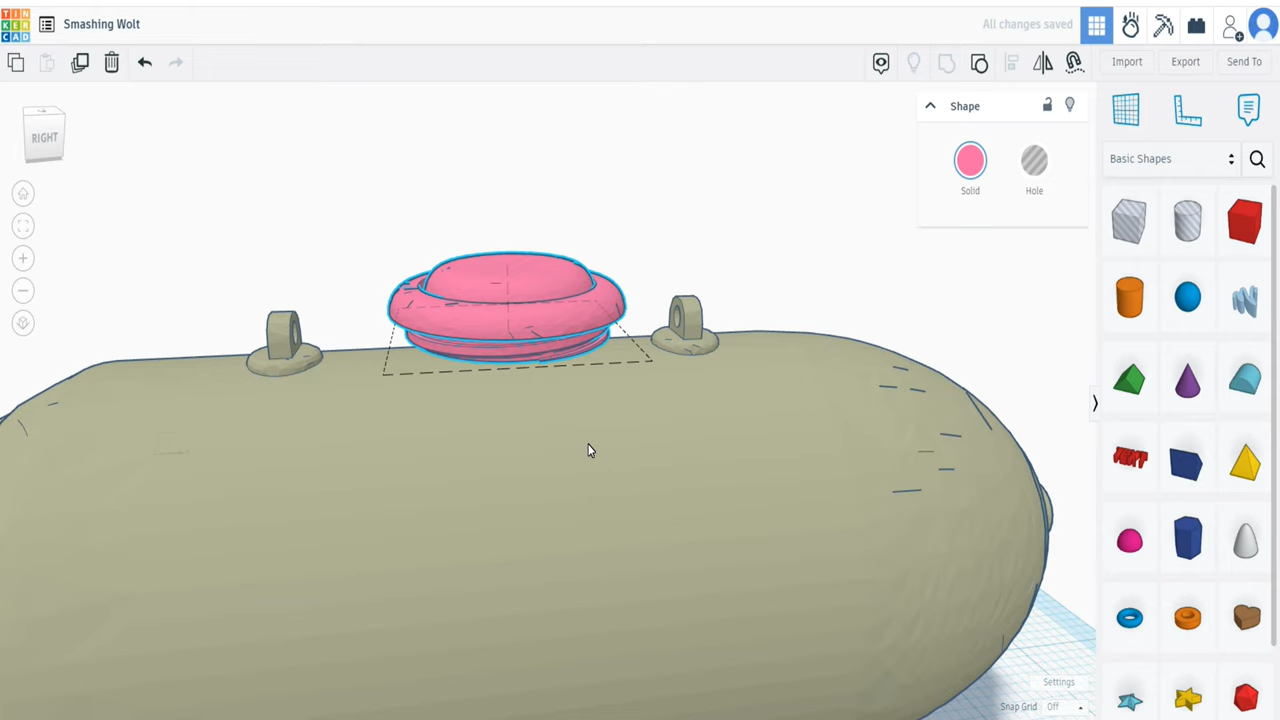 TIN
KER
CAD
Smashing Wolt
All changes saved
Import
Export
Send To
RIGHT
Shape
Solid
Hole
Basic Shapes
TEXT
Settings
Snap Grid
Off